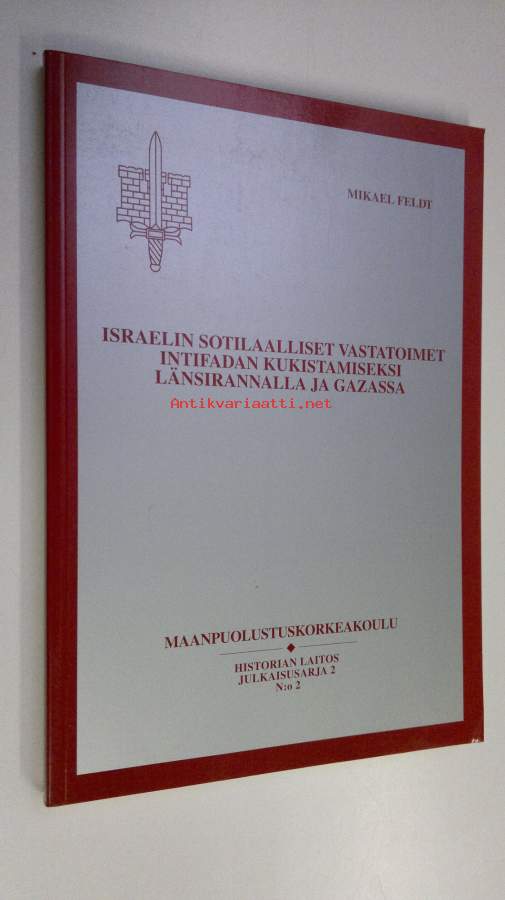 MIKAEL FELDT
ISRAELIN SOTILAALLISET VASTATOIMET
INTIFADAN KUKISTAMISEKSI
LÄNSIRANNALLA JA GAZASSA
Antikvariaatti.net
MAANPUOLUSTUSKORKEAKOULU
HISTORIAN LAITOS
JULKAISUSARJA 2
N:o 2